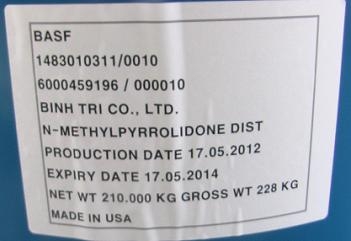 BASF
1483010311/0010
6000459196 / 000010
BINH TRI CO., LTD.
N-METHYLPYRROLIDONE DIST
PRODUCTION DATE 17.05.2012
EXPIRY DATE 17.05.2014
NET WT 210.000 KG GROSS WT 228 KG
MADE IN USA